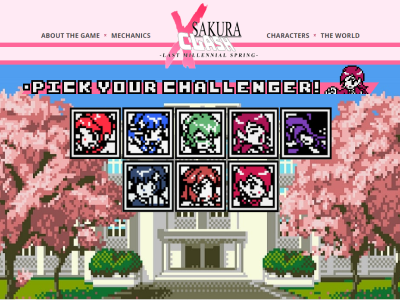 ABOUT THE GAME ♥ MECHANICS
SAKURA
CLASH
-LAST MILLENNIAL SPRING-
CHARACTERS ♥ THE WORLD
·PICK YOUR CHALLENGER!